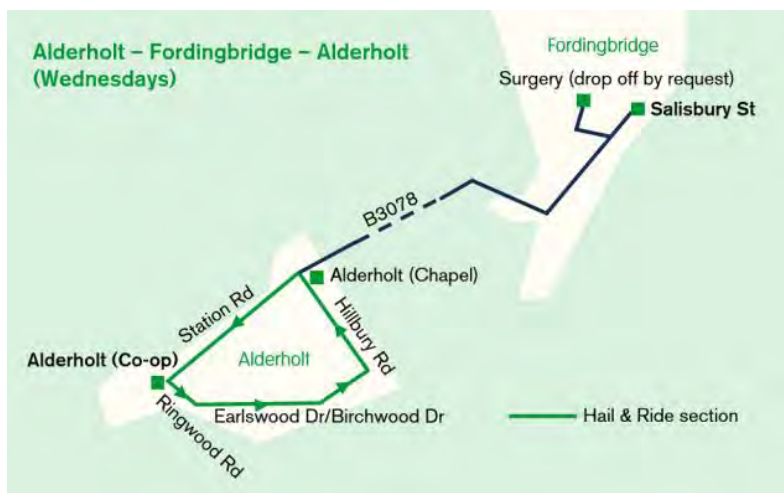 Alderholt – Fordingbridge – Alderholt
(Wednesdays)
Fordingbridge
Surgery (drop off by request)
Salisbury St
B3078
Alderholt (Chapel)
Station Rd
Hillbury Rd
Alderholt (Co-op)
Alderholt
Ringwood Rd
Earlswood Dr/Birchwood Dr
Hail & Ride section